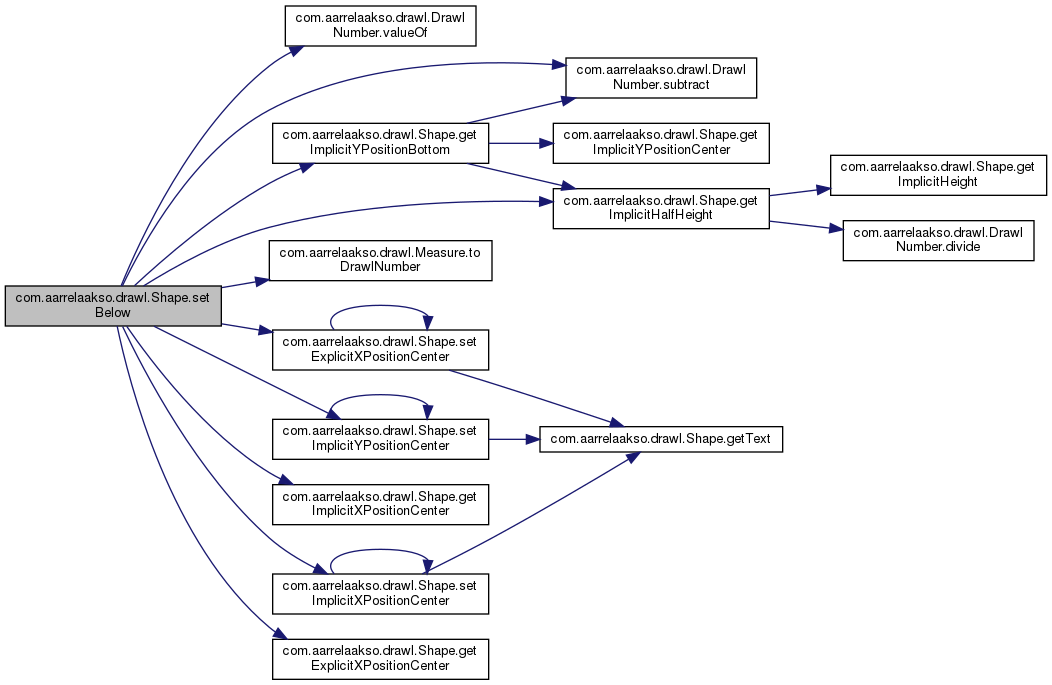 com.aarrelaakso.drawl.Drawl
Number.valueOf
com.aarrelaakso.drawl.Drawl
Number.subtract
com.aarrelaakso.drawl.Shape.get
ImplicitYPositionBottom
com.aarrelaakso.drawl.Shape.get
ImplicitYPositionCenter
com.aarrelaakso.drawl.Shape.get
ImplicitHeight
com.aarrelaakso.drawl.Shape.get
ImplicitHalfHeight
com.aarrelaakso.drawl.Drawl
Number.divide
com.aarrelaakso.drawl.Measure.to
DrawlNumber
com.aarrelaakso.drawl.Shape.set
Below
com.aarrelaakso.drawl.Shape.set
ExplicitXPositionCenter
com.aarrelaakso.drawl.Shape.set
ImplicitYPositionCenter
com.aarrelaakso.drawl.Shape.getText
com.aarrelaakso.drawl.Shape.get
ImplicitXPositionCenter
com.aarrelaakso.drawl.Shape.set
ImplicitXPositionCenter
com.aarrelaakso.drawl.Shape.get
ExplicitXPositionCenter